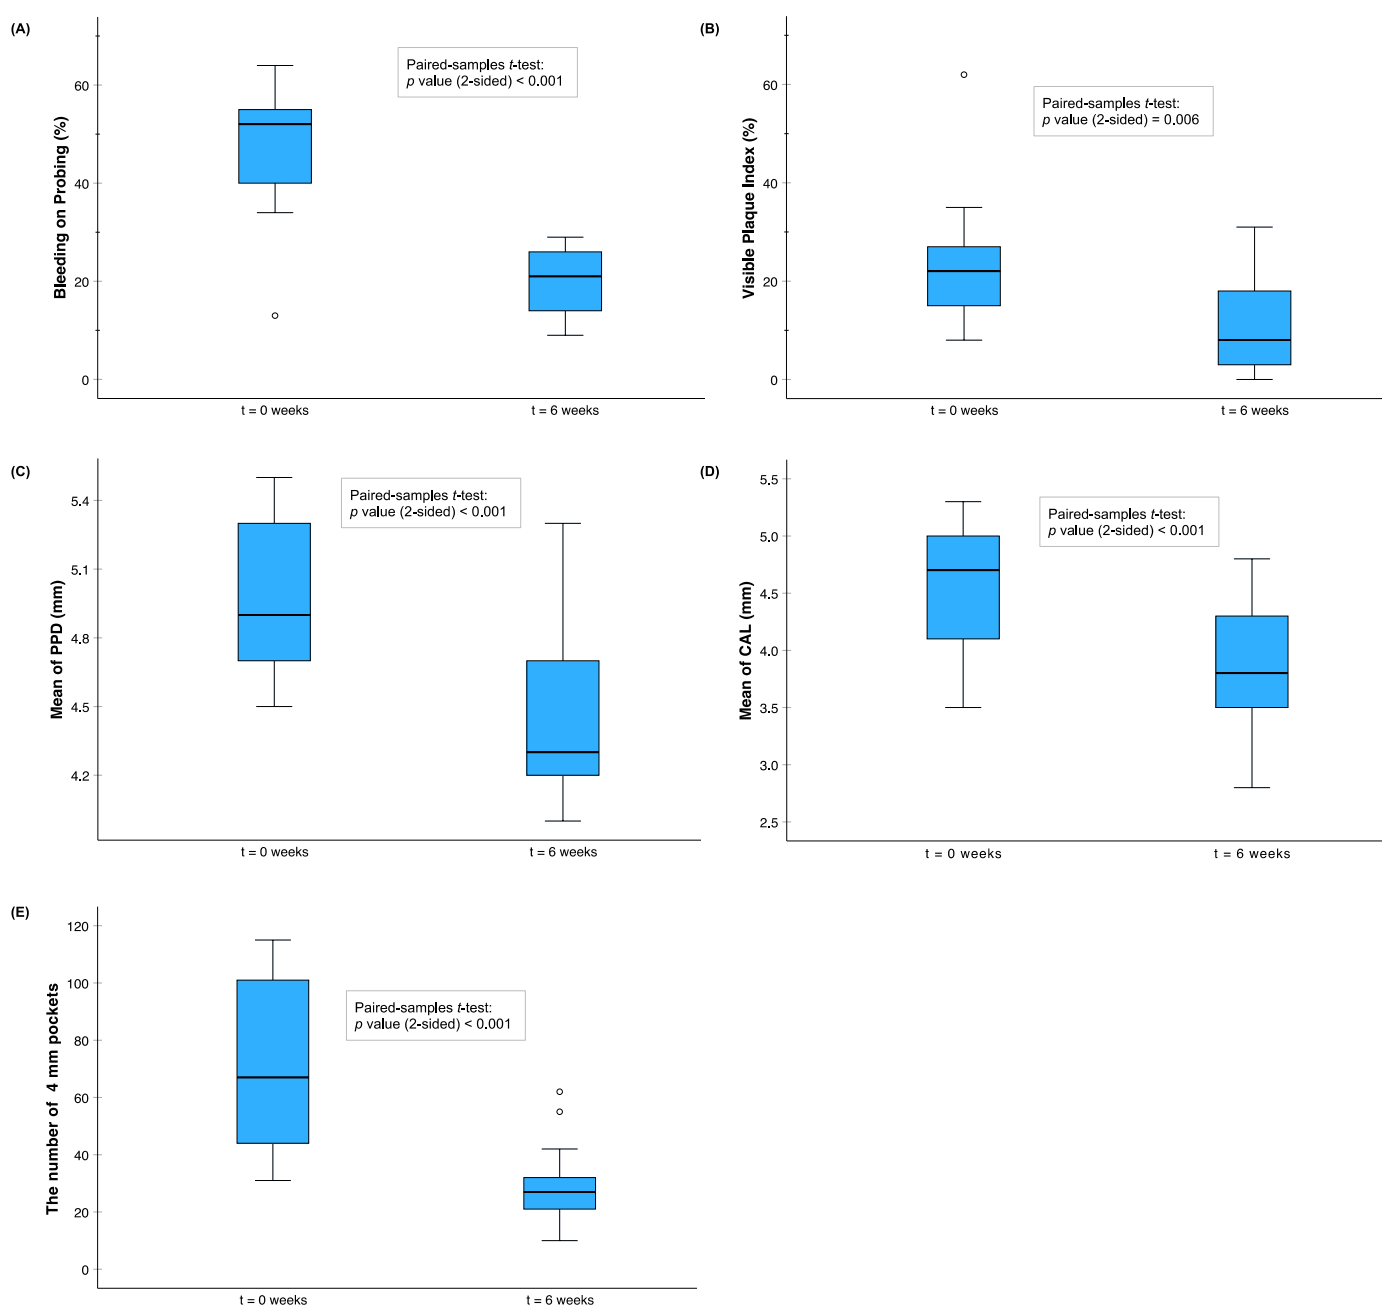 (A)
Bleeding on Probing (%)
60
40
20
0
Paired-samples t-test:
p value (2-sided) < 0.001
t = 0 weeks
t = 6 weeks
(B)
Visible Plaque Index (%)
60
40
20
0
Paired-samples t-test:
p value (2-sided) = 0.006
t = 0 weeks
t = 6 weeks
(C)
Mean of PPD (mm)
5.4
5.1
4.8
4.5
4.2
Paired-samples t-test:
p value (2-sided) < 0.001
t = 0 weeks
t = 6 weeks
(D)
Mean of CAL (mm)
5.5
5.0
4.5
4.0
3.5
3.0
2.5
Paired-samples t-test:
p value (2-sided) < 0.001
t = 0 weeks
t = 6 weeks
(E)
The number of 4 mm pockets
120
100
80
60
40
20
0
Paired-samples t-test:
p value (2-sided) < 0.001
t = 0 weeks
t = 6 weeks